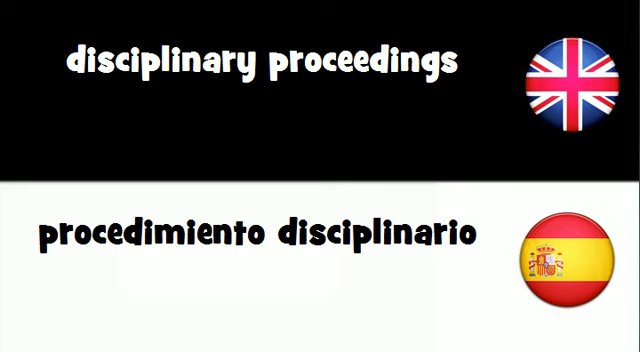 disciplinary proceedings
procedimiento disciplinario